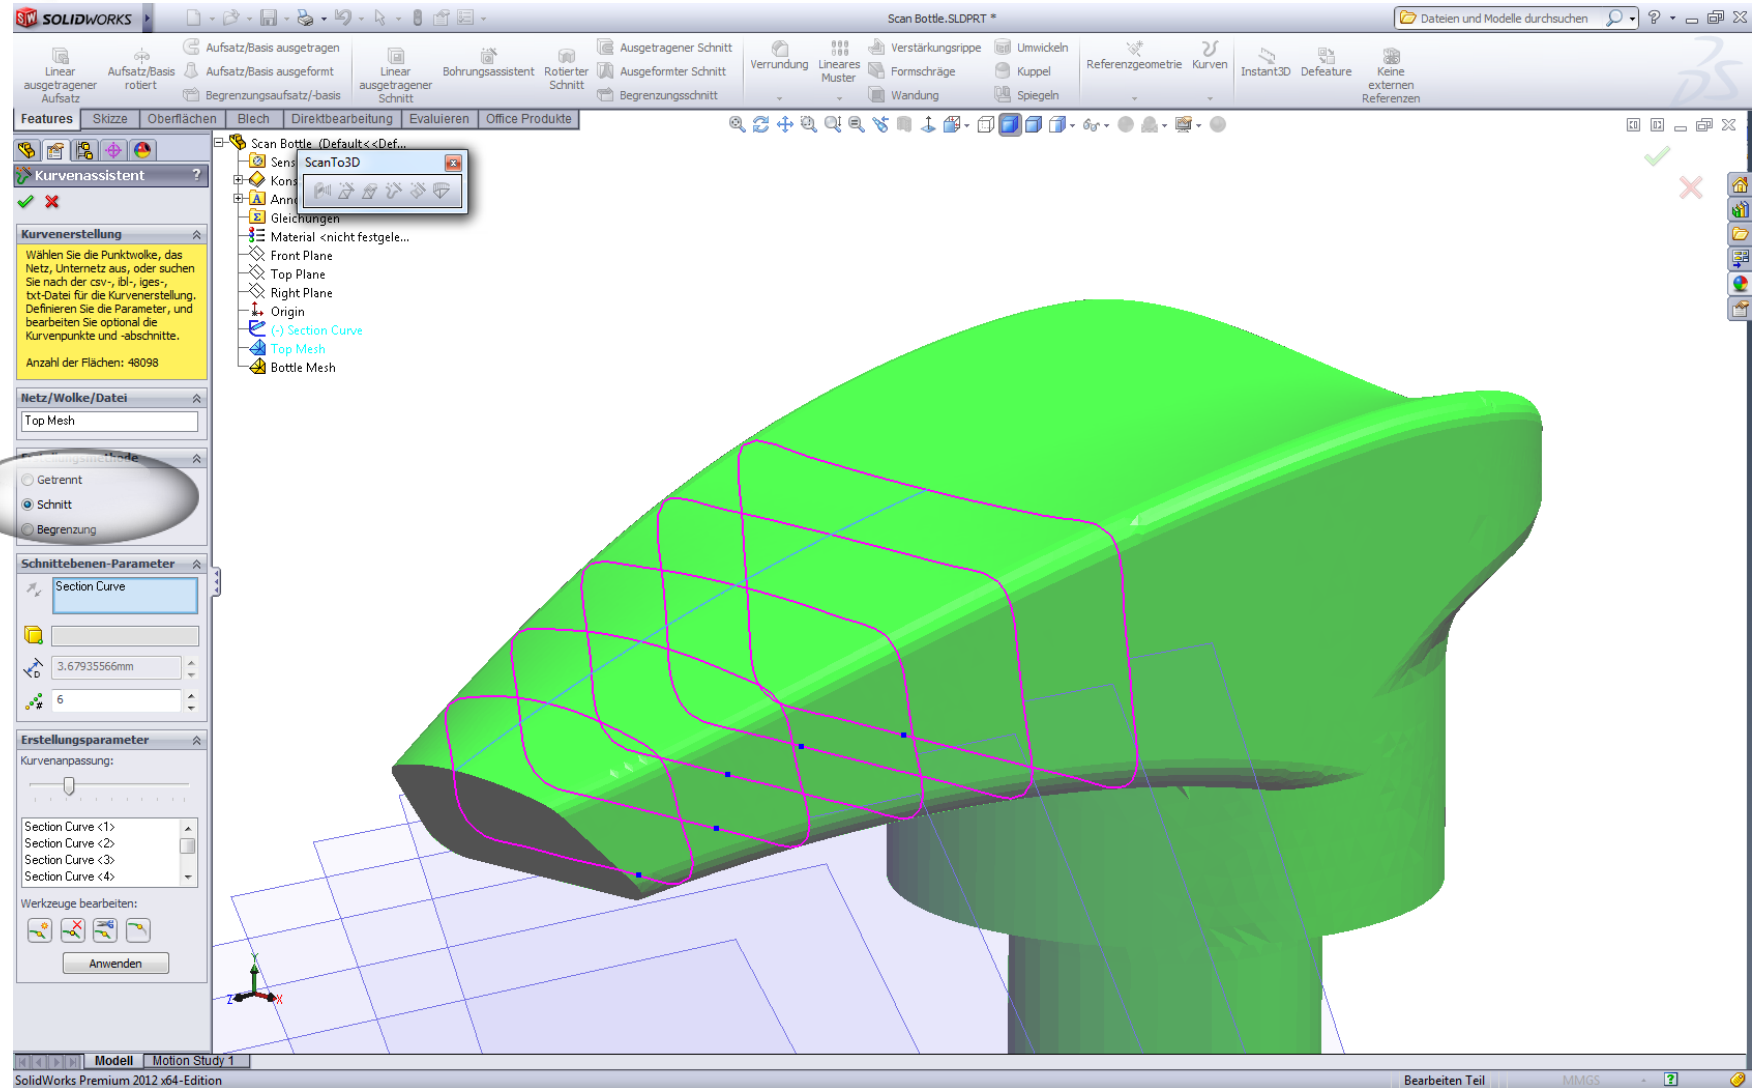 SOLIDWORKS
Scan Bottle.SLDPRT *
Dateien und Modelle durchsuchen
Linear
ausgetragener
Aufsatz
Aufsatz/Basis
rotiert
Aufsatz/Basis ausgetragen
Aufsatz/Basis ausgeformt
Begrenzungsaufsatz/-basis
Linear
ausgetragener
Schnitt
Bohrungsassistent
Rotierter
Schnitt
Ausgetragener Schnitt
Ausgeformter Schnitt
Begrenzungsschnitt
Verrundung
Lineares
Muster
Verstärkungsrippe
Formschräge
Wandung
Umwickeln
Kuppel
Spiegeln
Referenzgeometrie
Kurven
Instant3D
Defeature
Keine
externen
Referenzen
Features
Skizze
Oberflächen
Blech
Direktbearbeitung
Evaluieren
Office Produkte
Kurvenassistent
?
Kurvenerstellung
Wählen Sie die Punktwolke, das
Netz, Unternetz aus, oder suchen
Sie nach der csv-, ibl-, iges-,
txt-Datei für die Kurvenerstellung.
Definieren Sie die Parameter, und
bearbeiten Sie optional die
Kurvenpunkte und -abschnitte.
Anzahl der Flächen: 48098
Netz/Wolke/Datei
Top Mesh
Erstellungsmethode
Getrennt
Schnitt
Begrenzung
Schnittebenen-Parameter
Section Curve
3.67935566mm
6
Erstellungsparameter
Kurvenanpassung:
Section Curve <1>
Section Curve <2>
Section Curve <3>
Section Curve <4>
Werkzeuge bearbeiten:
Anwenden
Scan Bottle (Default<<Def...
Sens
Kons
Anno
Gleichungen
Material <nicht festgele...
Front Plane
Top Plane
Right Plane
Origin
(-) Section Curve
Top Mesh
Bottle Mesh
ScanTo3D
Y
Z
X
Modell
Motion Study 1
SolidWorks Premium 2012 x64-Edition
Bearbeiten Teil
MMGS